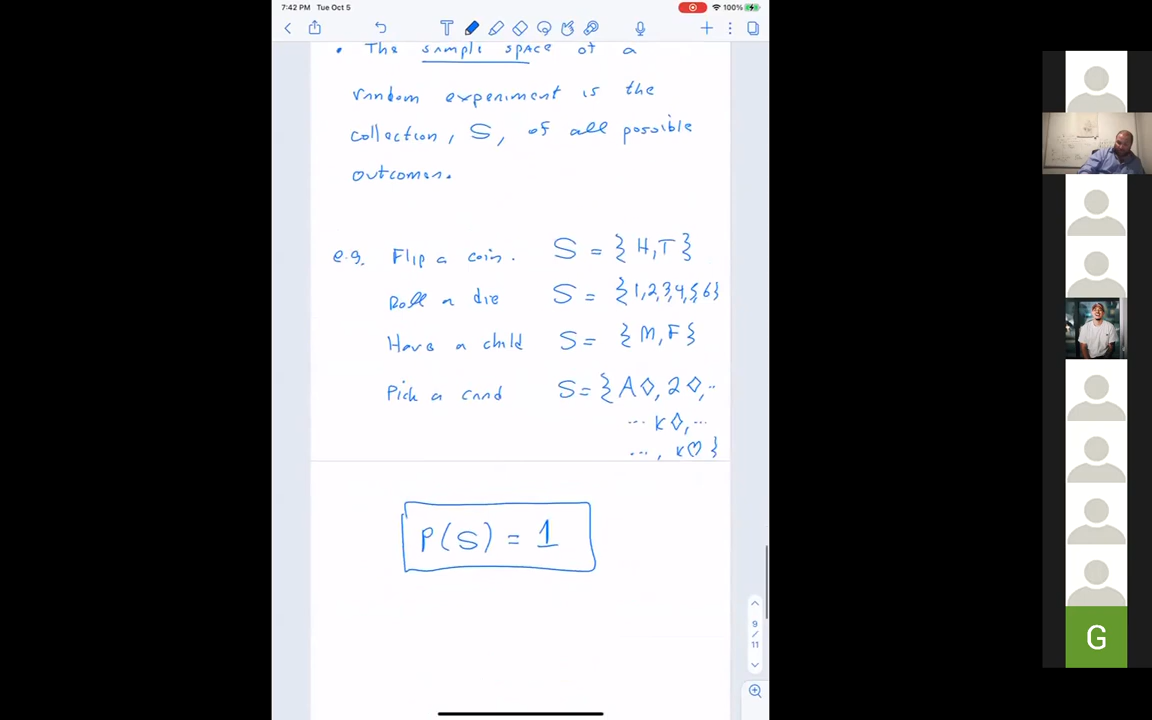 7:42 PM Tue Oct 5
100%
• The sample space of a
random experiment is the
collection, S, of all possible
outcomes.
e.g. Flip a coin. S = { H, T }
Roll a die S = { 1, 2, 3, 4, 5, 6 }
Have a child S = { M, F }
Pick a card S = { A◇, 2◇, ..
... K◇, ...
..., K♡ }
P(S) = 1
9
/
11
G